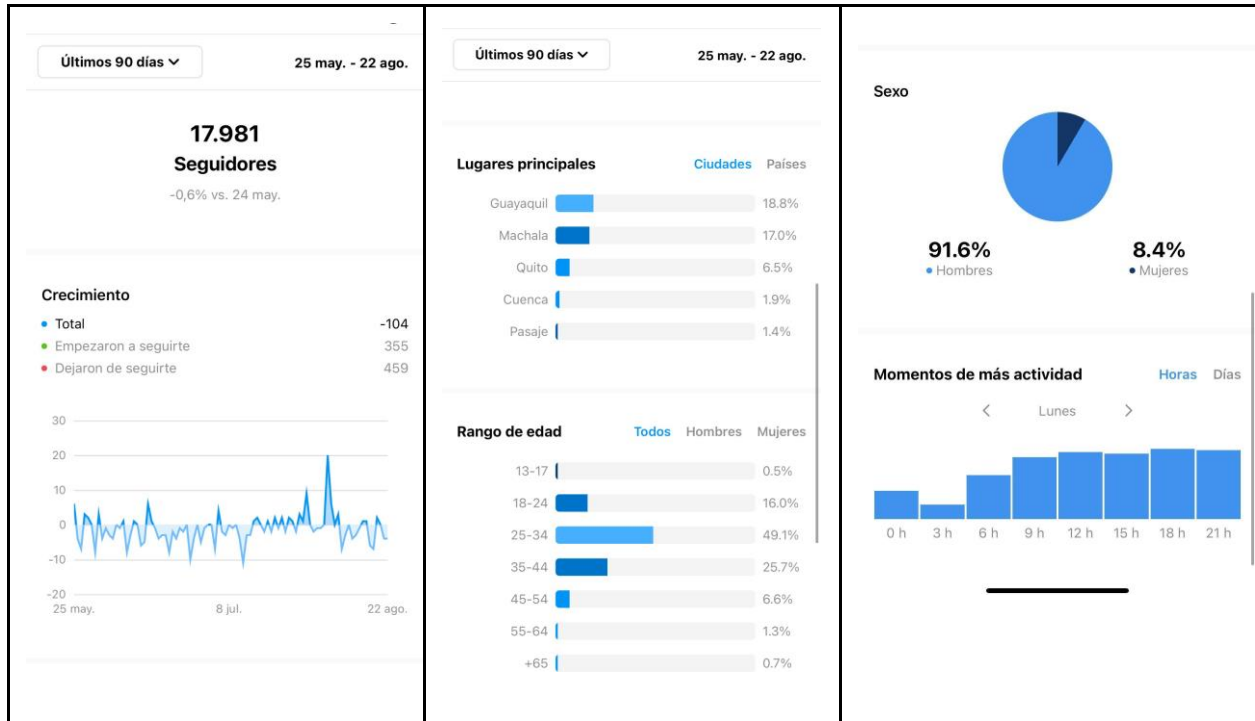 Últimos 90 días
25 may. - 22 ago.
17.981
Seguidores
-0,6% vs. 24 may.
Crecimiento
Total -104
Empezaron a seguirte 355
Dejaron de seguirte 459
30
20
10
0
-10
-20
25 may. 8 jul. 22 ago.
Últimos 90 días
25 may. - 22 ago.
Lugares principales Ciudades Países
Guayaquil 18.8%
Machala 17.0%
Quito 6.5%
Cuenca 1.9%
Pasaje 1.4%
Rango de edad Todos Hombres Mujeres
13-17 0.5%
18-24 16.0%
25-34 49.1%
35-44 25.7%
45-54 6.6%
55-64 1.3%
+65 0.7%
Sexo
91.6% 8.4%
Hombres Mujeres
Momentos de más actividad Horas Días
Lunes
0 h 3 h 6 h 9 h 12 h 15 h 18 h 21 h